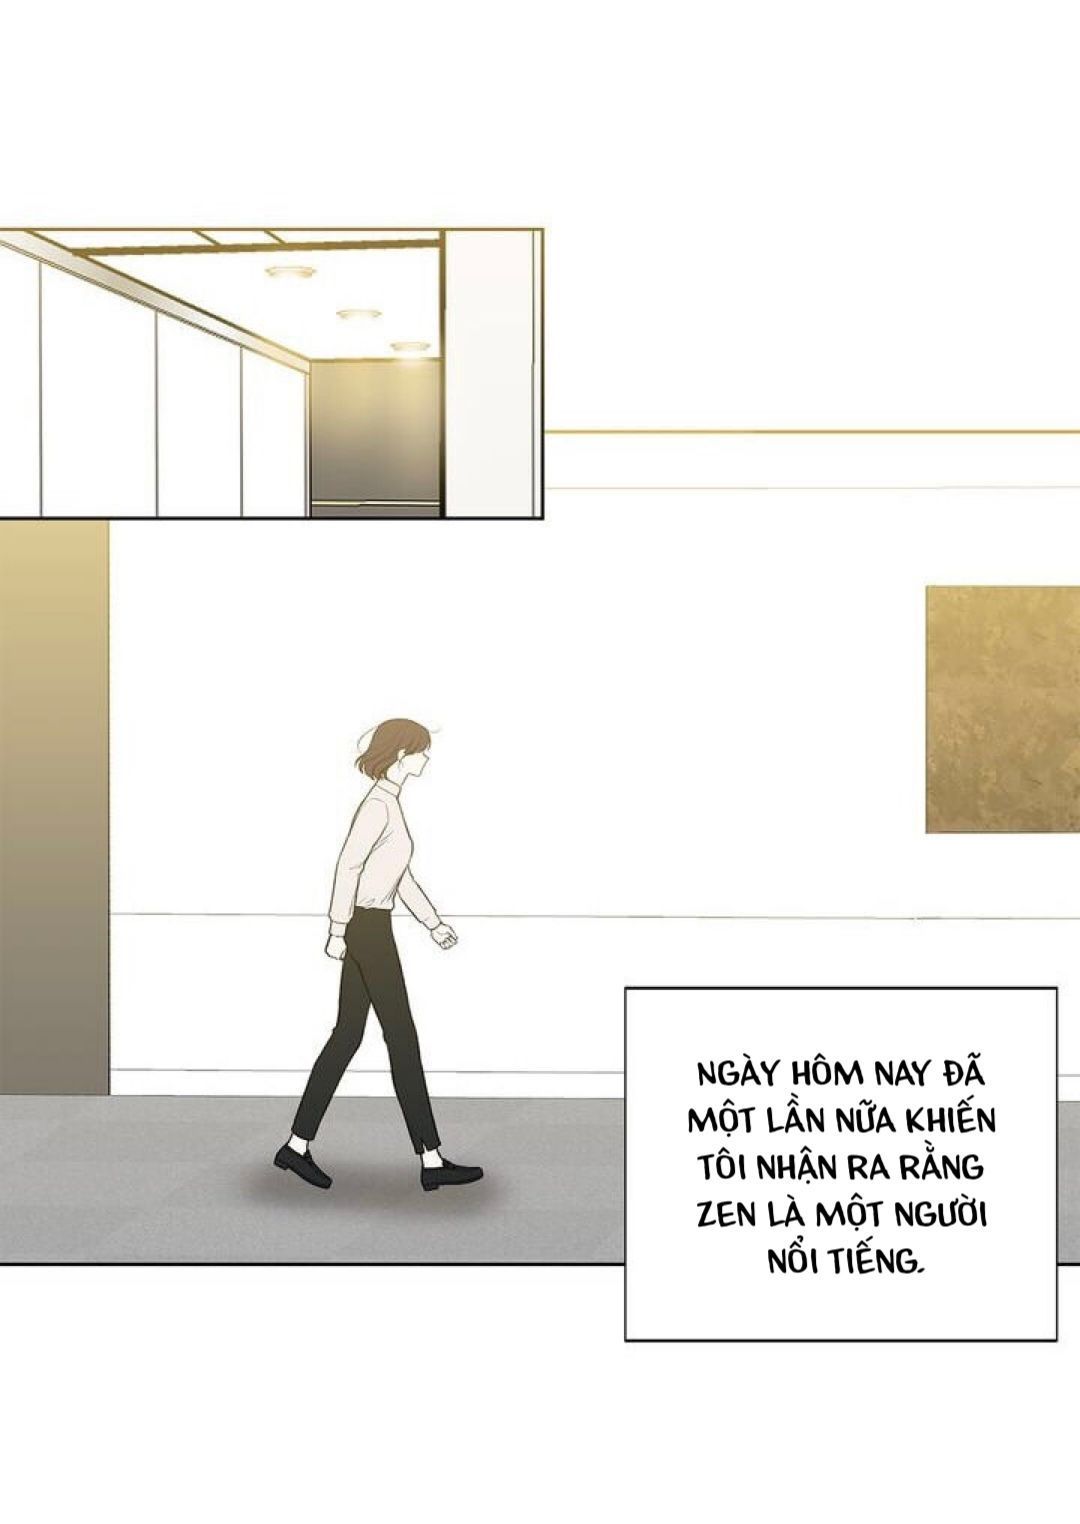 NGÀY HÔM NAY ĐÃ
MỘT LẦN NỮA KHIẾN
TÔI NHẬN RA RẰNG
ZEN LÀ MỘT NGƯỜI
NỔI TIẾNG.